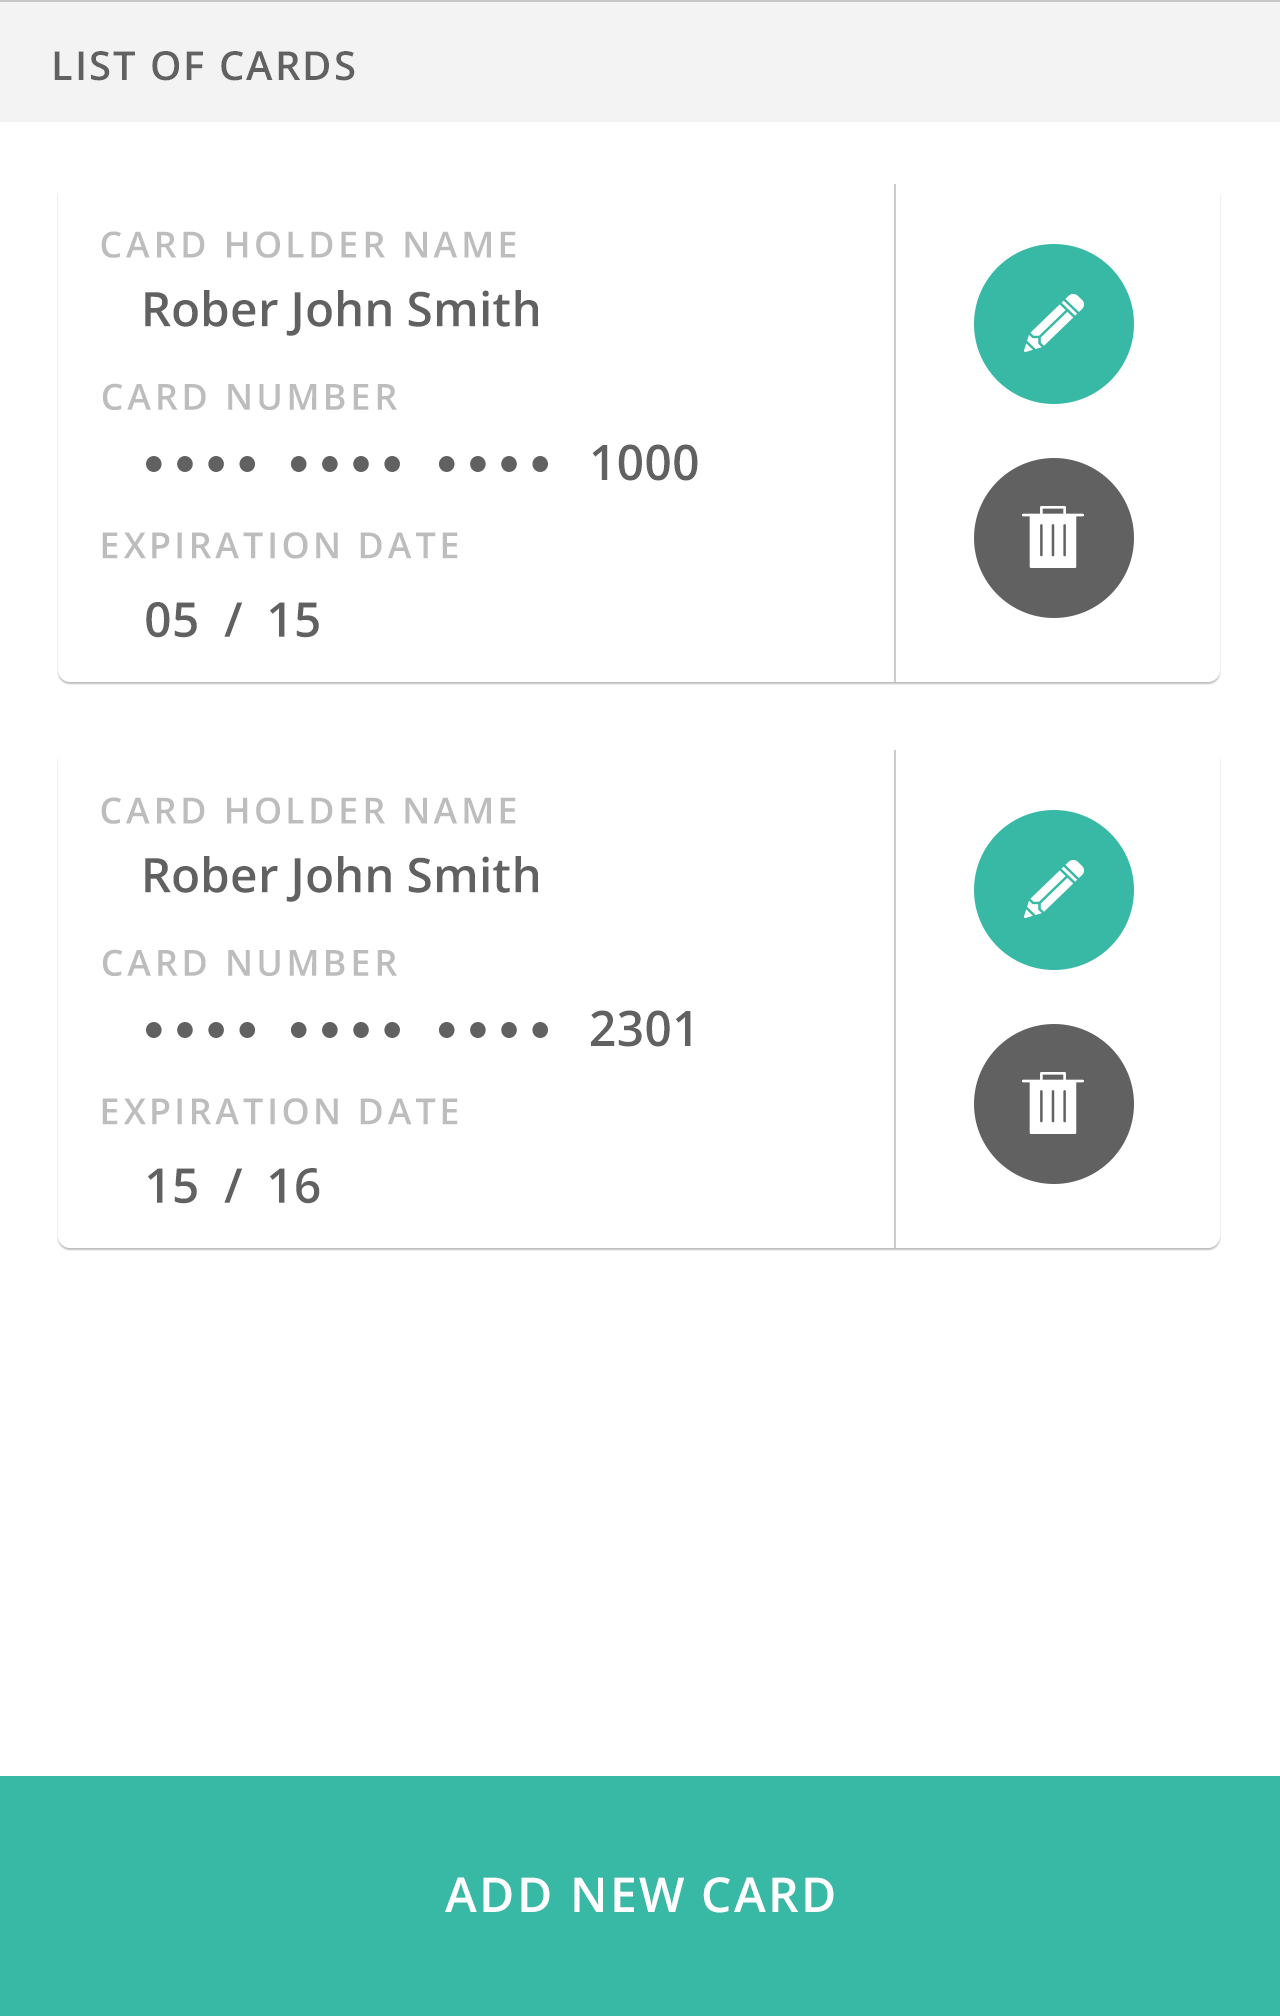 LIST OF CARDS
CARD HOLDER NAME
Rober John Smith
CARD NUMBER
•••• •••• •••• 1000
EXPIRATION DATE
05 / 15
CARD HOLDER NAME
Rober John Smith
CARD NUMBER
•••• •••• •••• 2301
EXPIRATION DATE
15 / 16
ADD NEW CARD